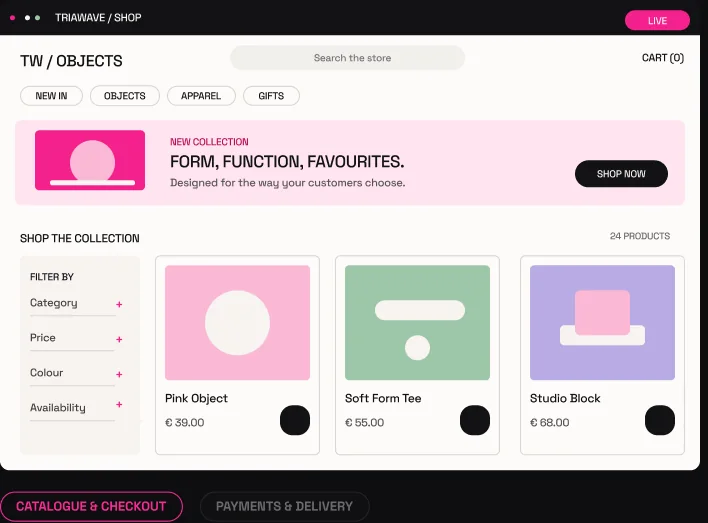 TRIAWAVE / SHOP
LIVE
TW / OBJECTS
Search the store
CART (0)
NEW IN
OBJECTS
APPAREL
GIFTS
NEW COLLECTION
FORM, FUNCTION, FAVOURITES.
Designed for the way your customers choose.
SHOP NOW
SHOP THE COLLECTION
24 PRODUCTS
FILTER BY
Category +
Price +
Colour +
Availability +
Pink Object
€ 39.00
Soft Form Tee
€ 55.00
Studio Block
€ 68.00
CATALOGUE & CHECKOUT
PAYMENTS & DELIVERY